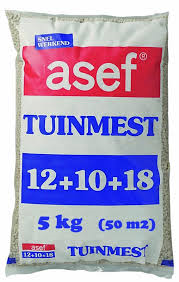 SNEL
WERKEND
asef®
TUINMEST
12+10+18
5 kg (50 m2)
asef
12+10+18
TUINMEST